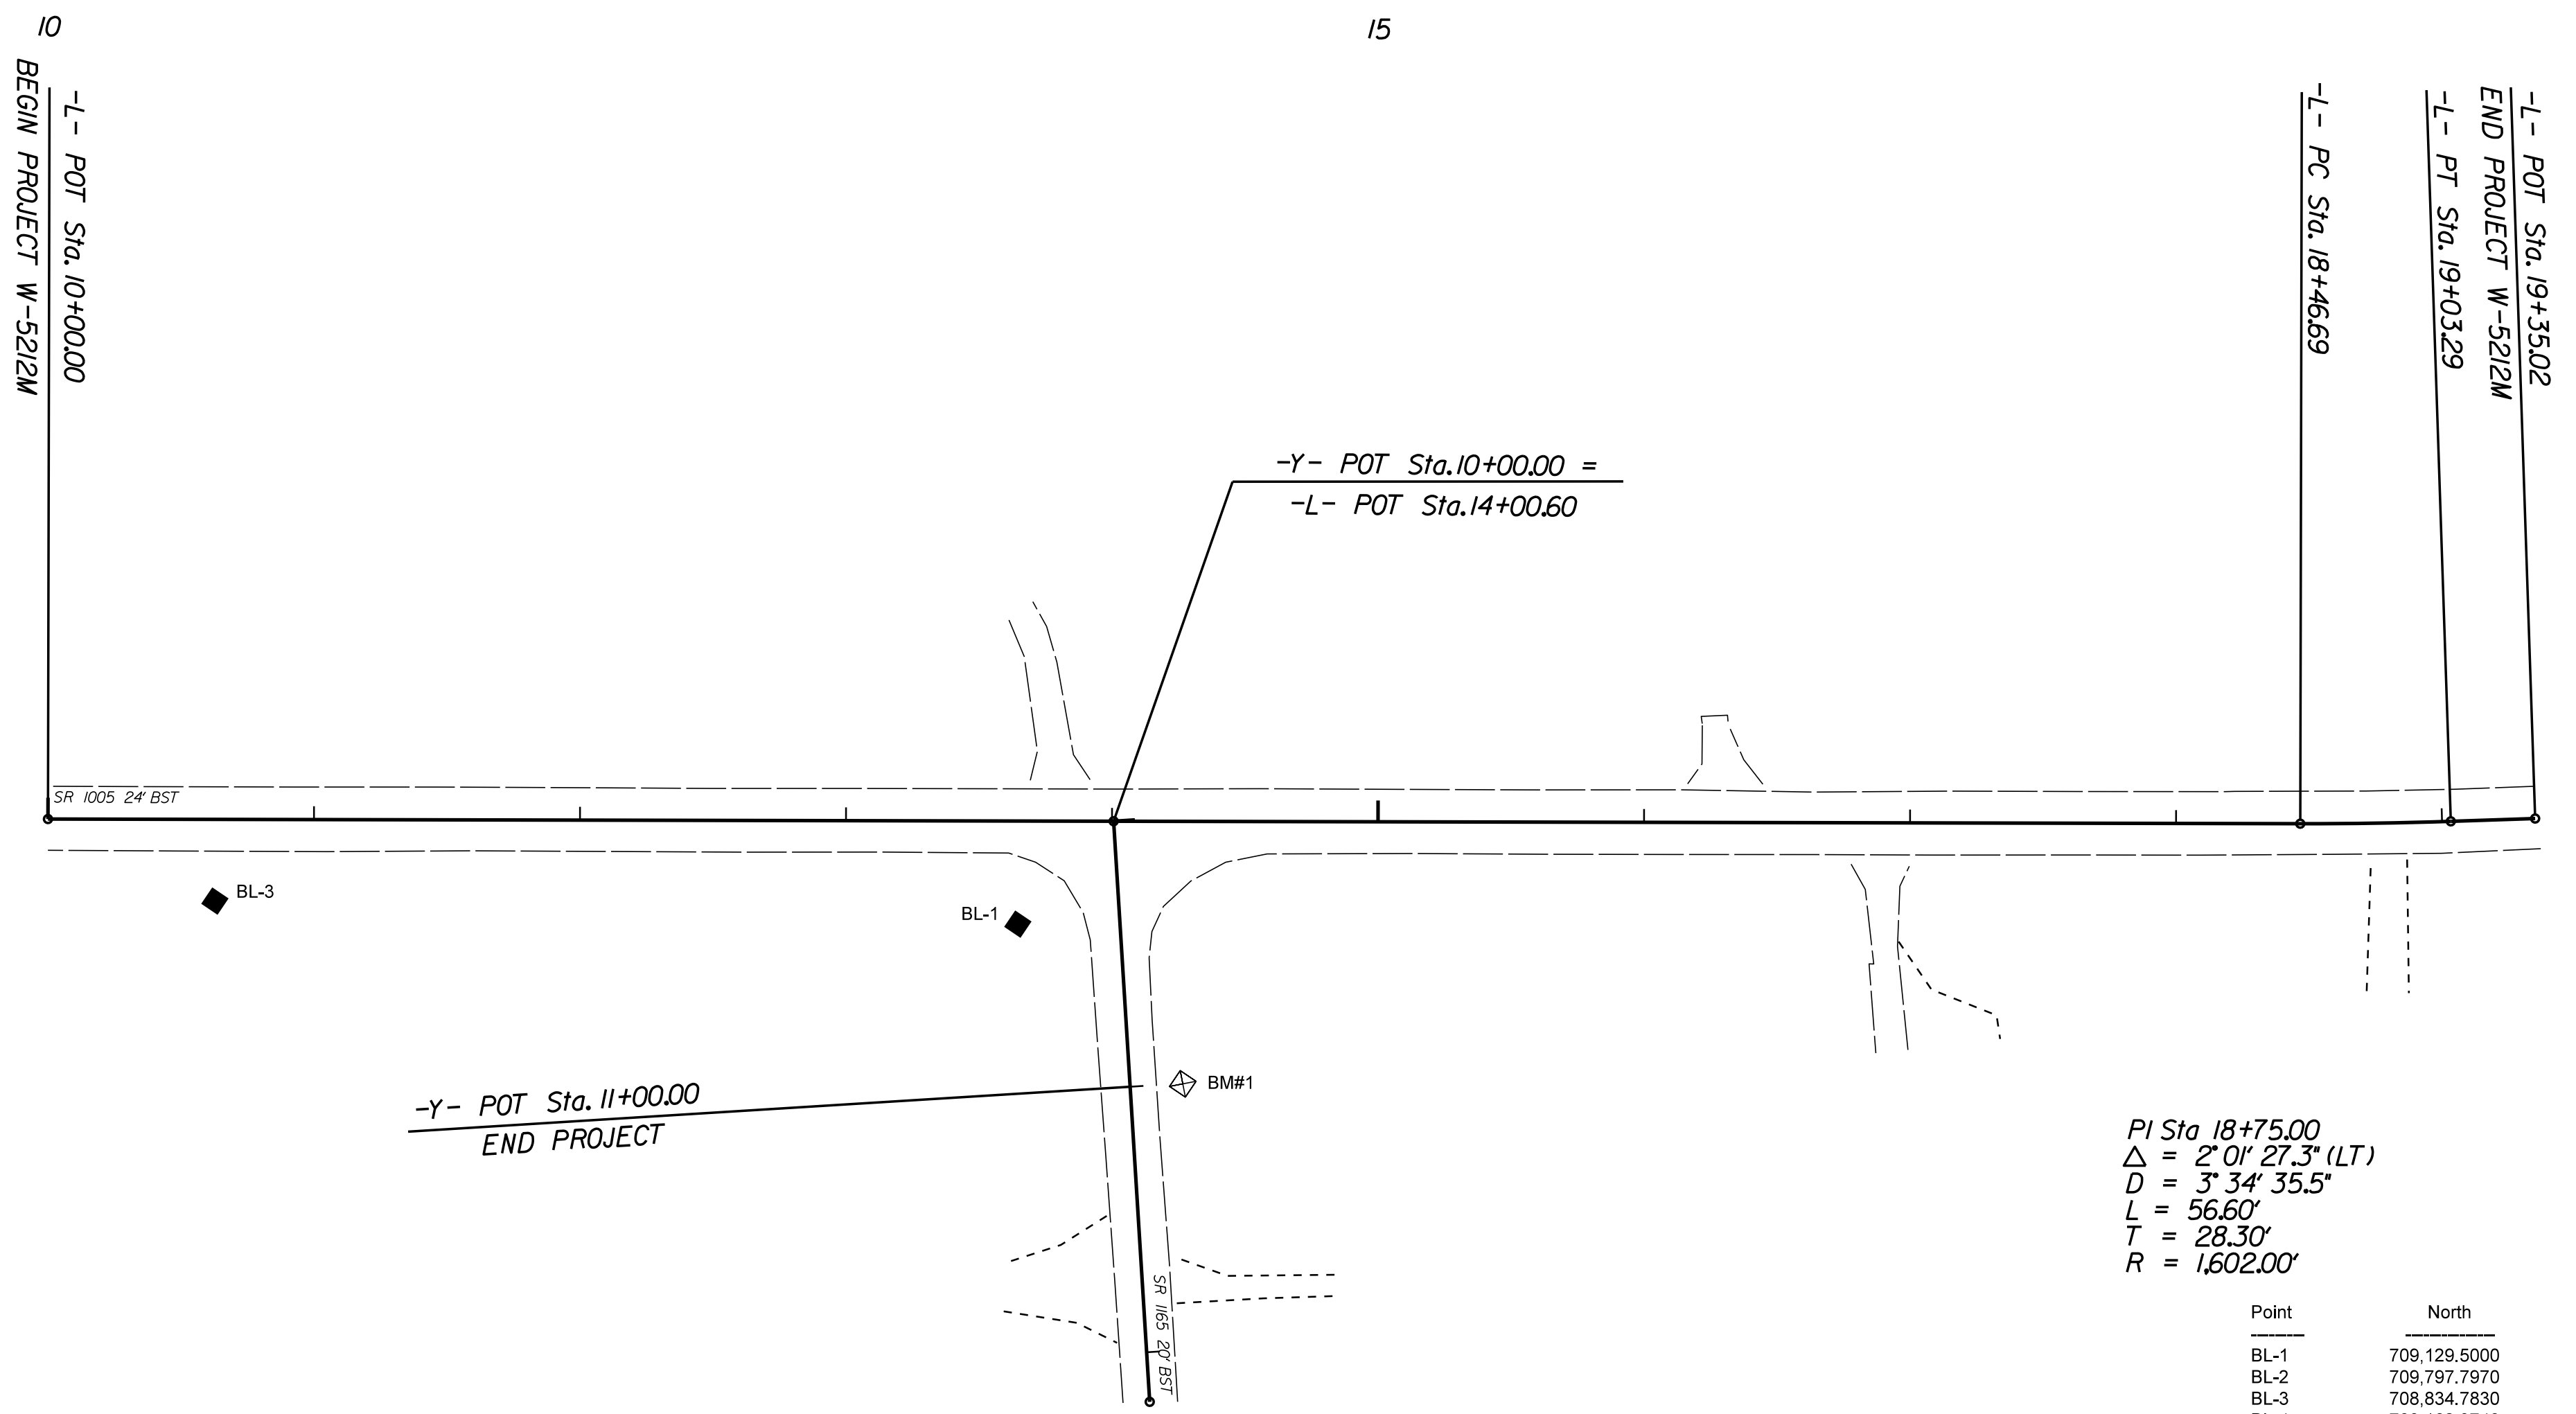 10
15
BEGIN PROJECT W-5212M
-L- POT Sta. 10+00.00
-L- PC Sta. 18+46.69
-L- PT Sta. 19+03.29
END PROJECT W-5212M
-L- POT Sta. 19+35.02
-Y- POT Sta. 10+00.00 =
-L- POT Sta. 14+00.60
SR 1005 24' BST
BL-3
BL-1
BM#1
-Y- POT Sta. 11+00.00
END PROJECT
SR 1165 20' BST
PI Sta 18+75.00
△ = 2° 01' 27.3" (LT)
D = 3° 34' 35.5"
L = 56.60'
T = 28.30'
R = 1,602.00'
Point North
BL-1 709,129.5000
BL-2 709,797.7970
BL-3 708,834.7830